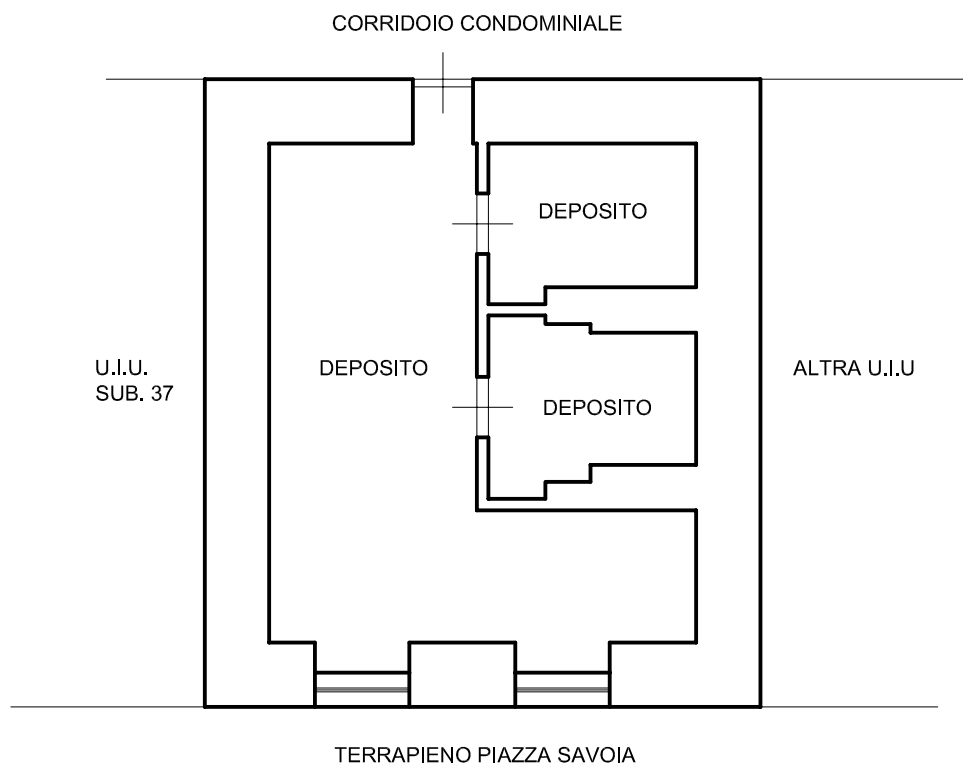 CORRIDOIO CONDOMINIALE
DEPOSITO
U.I.U.
SUB. 37
DEPOSITO
ALTRA U.I.U
DEPOSITO
TERRAPIENO PIAZZA SAVOIA